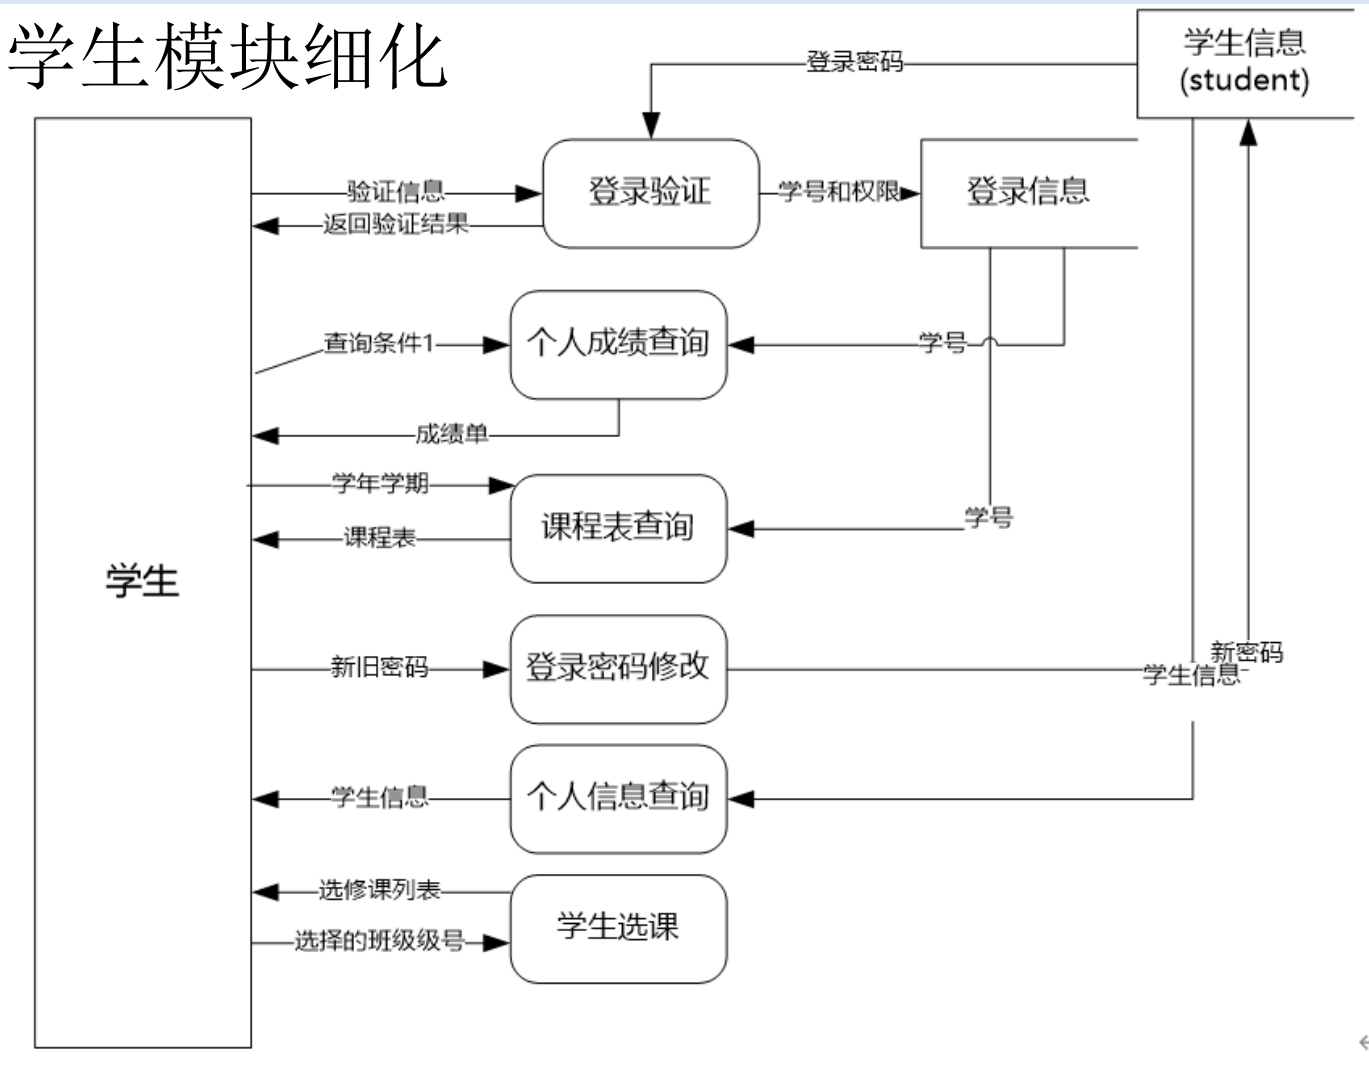 学生模块细化
学生信息
(student)
登录密码
验证信息
登录验证
学号和权限
登录信息
返回验证结果
查询条件1
个人成绩查询
学号
成绩单
学年学期
课程表查询
学号
课程表
学生
新旧密码
登录密码修改
新密码
学生信息
学生信息
个人信息查询
选修课列表
学生选课
选择的班级级号